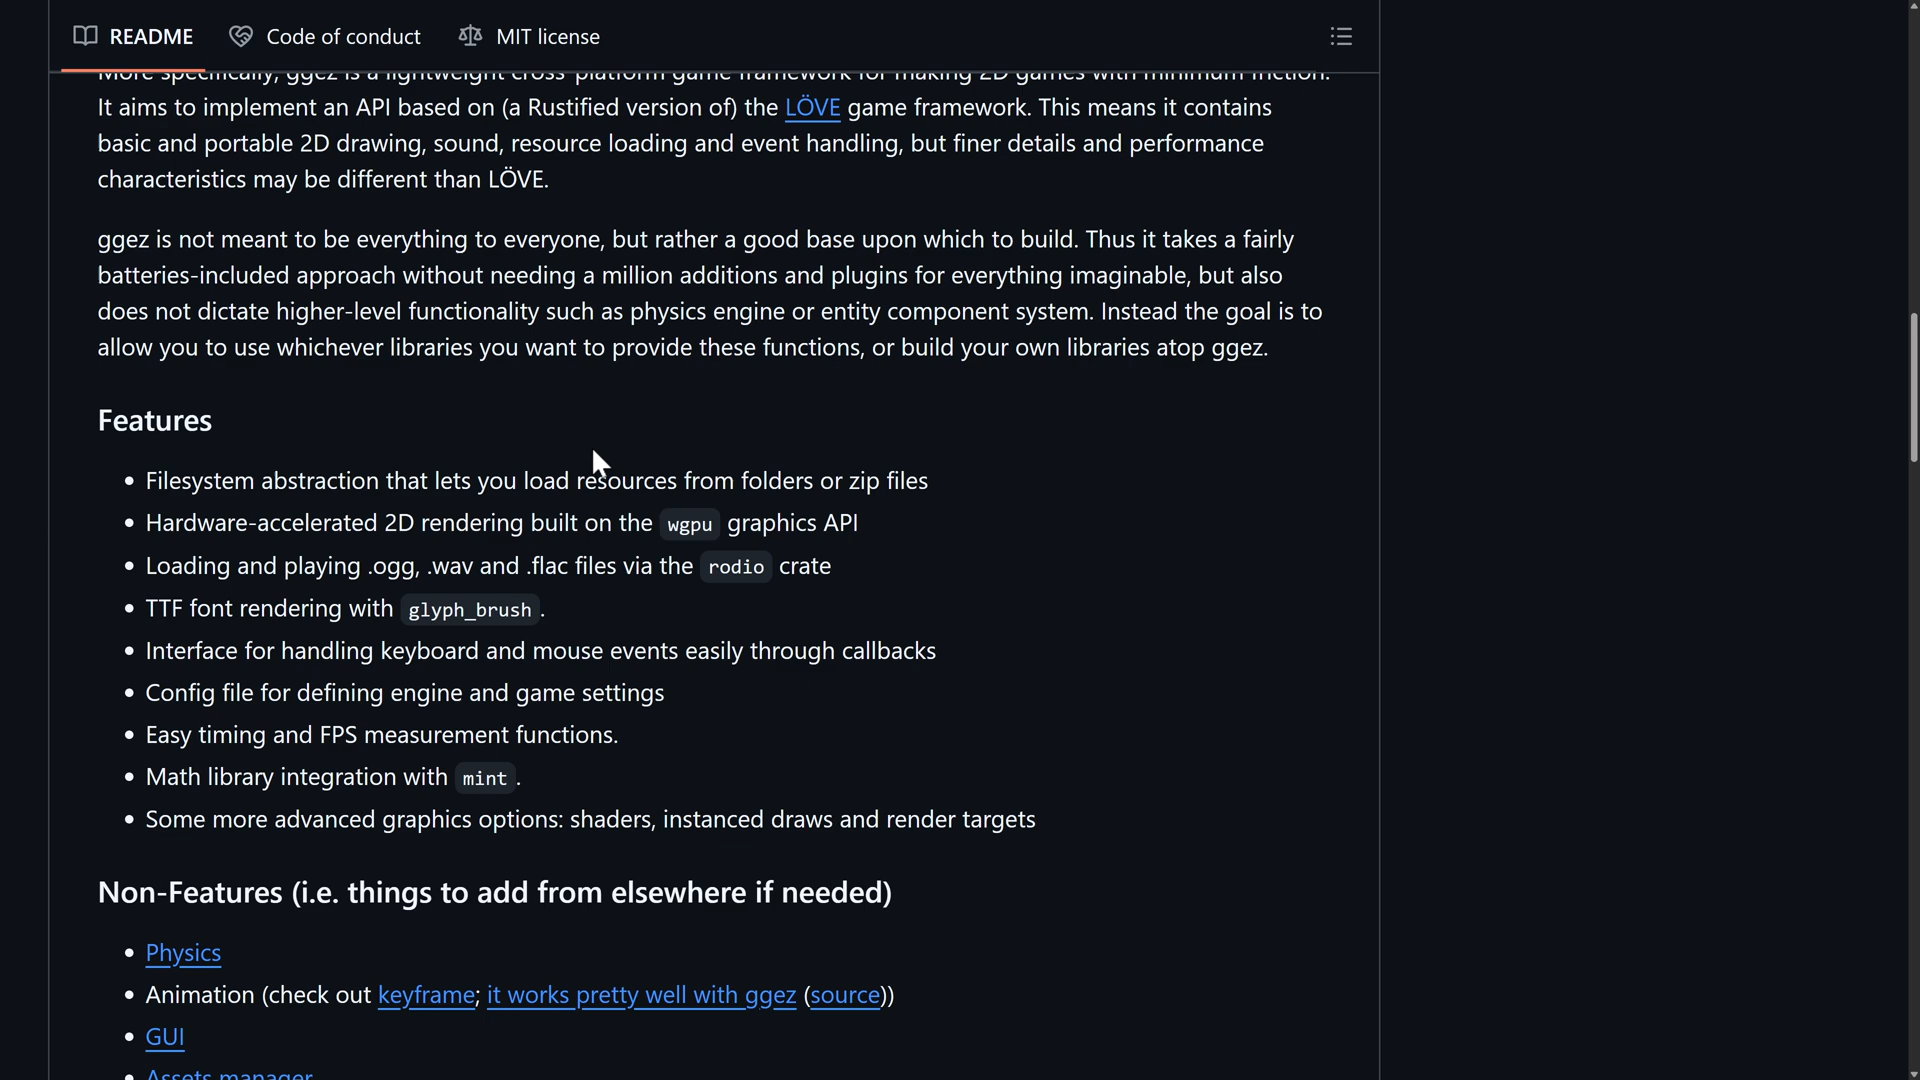 README
Code of conduct
MIT license
More specifically, ggez is a lightweight cross-platform game framework for making 2D games with minimum friction.
It aims to implement an API based on (a Rustified version of) the LÖVE game framework. This means it contains
basic and portable 2D drawing, sound, resource loading and event handling, but finer details and performance
characteristics may be different than LÖVE.
ggez is not meant to be everything to everyone, but rather a good base upon which to build. Thus it takes a fairly
batteries-included approach without needing a million additions and plugins for everything imaginable, but also
does not dictate higher-level functionality such as physics engine or entity component system. Instead the goal is to
allow you to use whichever libraries you want to provide these functions, or build your own libraries atop ggez.
Features
• Filesystem abstraction that lets you load resources from folders or zip files
• Hardware-accelerated 2D rendering built on the wgpu graphics API
• Loading and playing .ogg, .wav and .flac files via the rodio crate
• TTF font rendering with glyph_brush.
• Interface for handling keyboard and mouse events easily through callbacks
• Config file for defining engine and game settings
• Easy timing and FPS measurement functions.
• Math library integration with mint.
• Some more advanced graphics options: shaders, instanced draws and render targets
Non-Features (i.e. things to add from elsewhere if needed)
• Physics
• Animation (check out keyframe; it works pretty well with ggez (source))
• GUI
• Assets manager